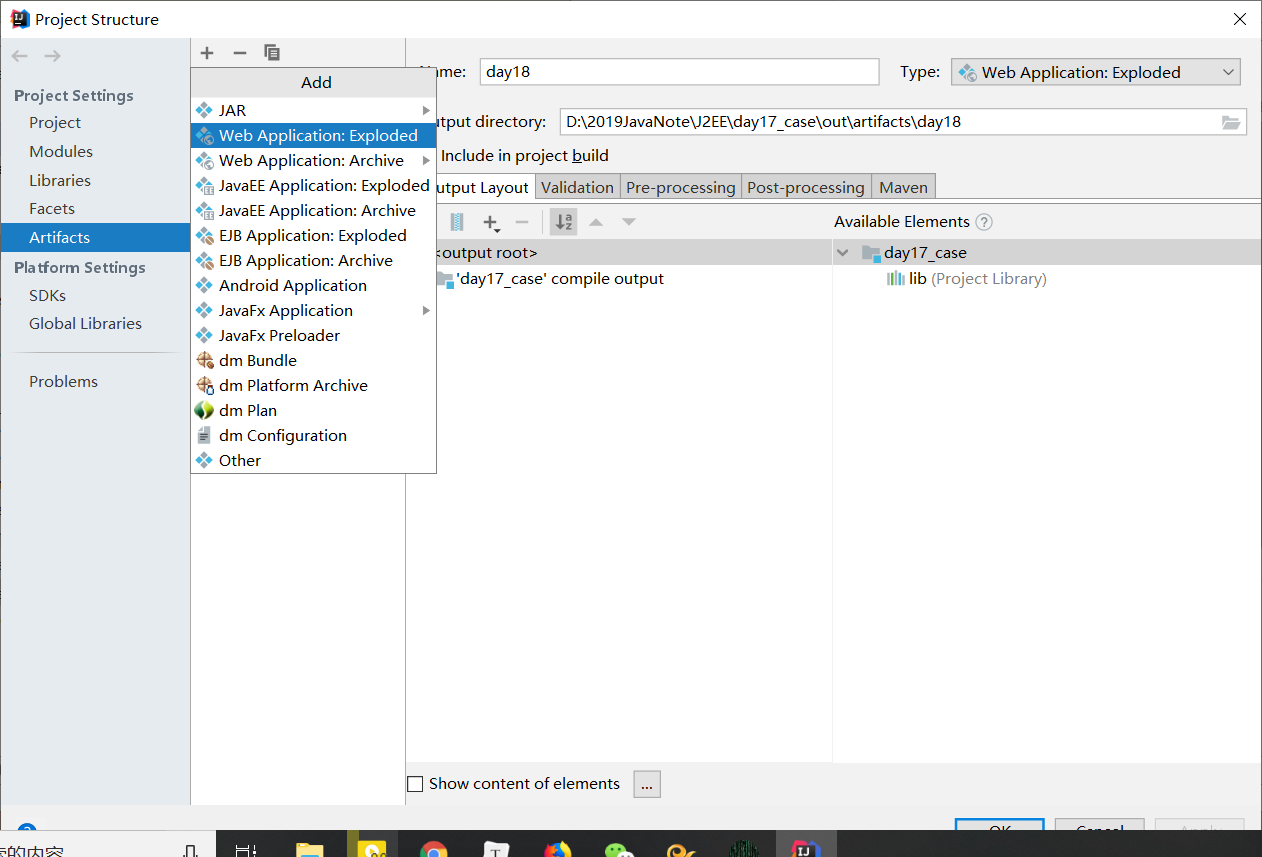 Project Structure
Project Settings
Project
Modules
Libraries
Facets
Artifacts
Platform Settings
SDKs
Global Libraries
Problems
Add
JAR
Web Application: Exploded
Web Application: Archive
JavaEE Application: Exploded
JavaEE Application: Archive
EJB Application: Exploded
EJB Application: Archive
Android Application
JavaFx Application
JavaFx Preloader
dm Bundle
dm Platform Archive
dm Plan
dm Configuration
Other
me: day18
Type: Web Application: Exploded
utput directory: D:\2019JavaNote\J2EE\day17_case\out\artifacts\day18
Include in project build
utput Layout Validation Pre-processing Post-processing Maven
Available Elements
<output root>
'day17_case' compile output
day17_case
lib (Project Library)
Show content of elements ...
OK Cancel Apply
的内容